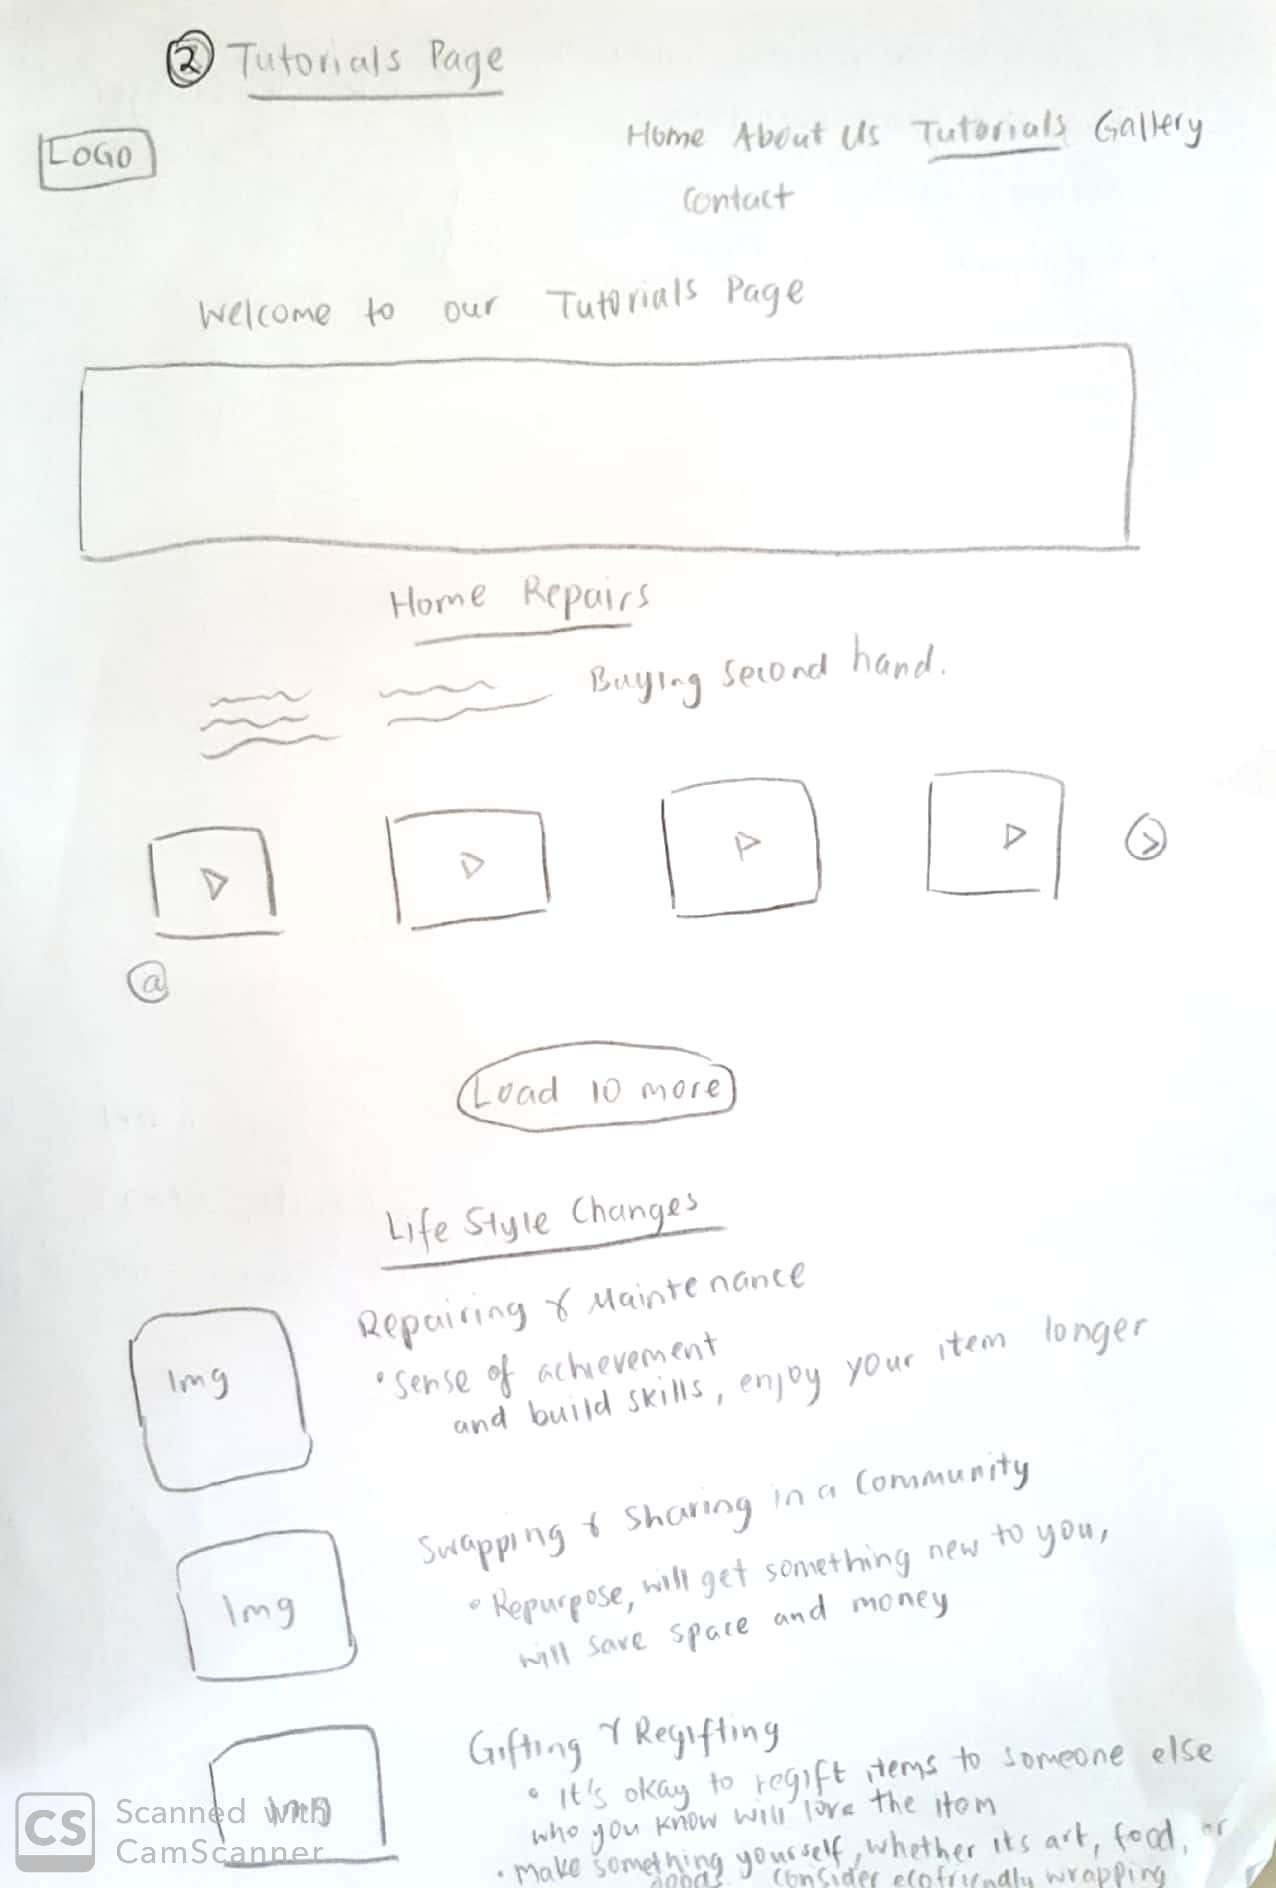 2 Tutorials Page
LOGO
Home About Us Tutorials Gallery
Contact
Welcome to our Tutorials Page
Home Repairs
Buying second hand.
a
Load 10 more
Life Style Changes
Img
Repairing & Maintenance
• Sense of achievement
and build skills, enjoy your item longer
Img
Swapping & Sharing in a Community
• Repurpose, will get something new to you,
will save space and money
Img
Gifting & Regifting
• It's okay to regift items to someone else
who you know will love the item
• Make something yourself, whether its art, food, or
goods consider ecofriendly wrapping
CS Scanned with
CamScanner